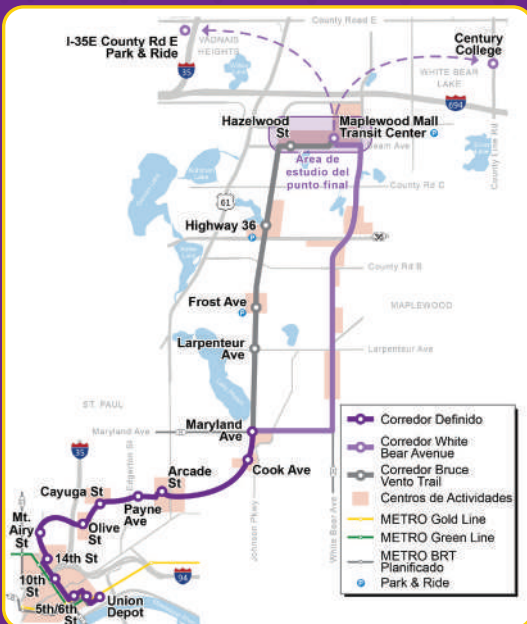 County Road E
I-35E County Rd E
Park & Ride
VADNAIS
HEIGHTS
35
Century
College
WHITE BEAR
LAKE
694
County Line Rd
Hazelwood
St
Maplewood Mall
Transit Center
P
Área de
estudio del
punto final
County Rd C
61
Highway 36
P
36
County Rd B
Frost Ave
P
MAPLEWOOD
Larpenteur
Ave
Larpenteur Ave
ST. PAUL
Maryland Ave
Maryland
Ave
35
Edgerton St
Arcade
St
Cook Ave
Cayuga St
Payne
Ave
Mt.
Airy
St
Olive
St
14th St
10th St
5th/6th
St
Union
Depot
94
Johnson Pkwy
White Bear Ave
Corredor Definido
Corredor White
Bear Avenue
Corredor Bruce
Vento Trail
Centros de Actividades
METRO Gold Line
METRO Green Line
METRO BRT
Planificado
P Park & Ride